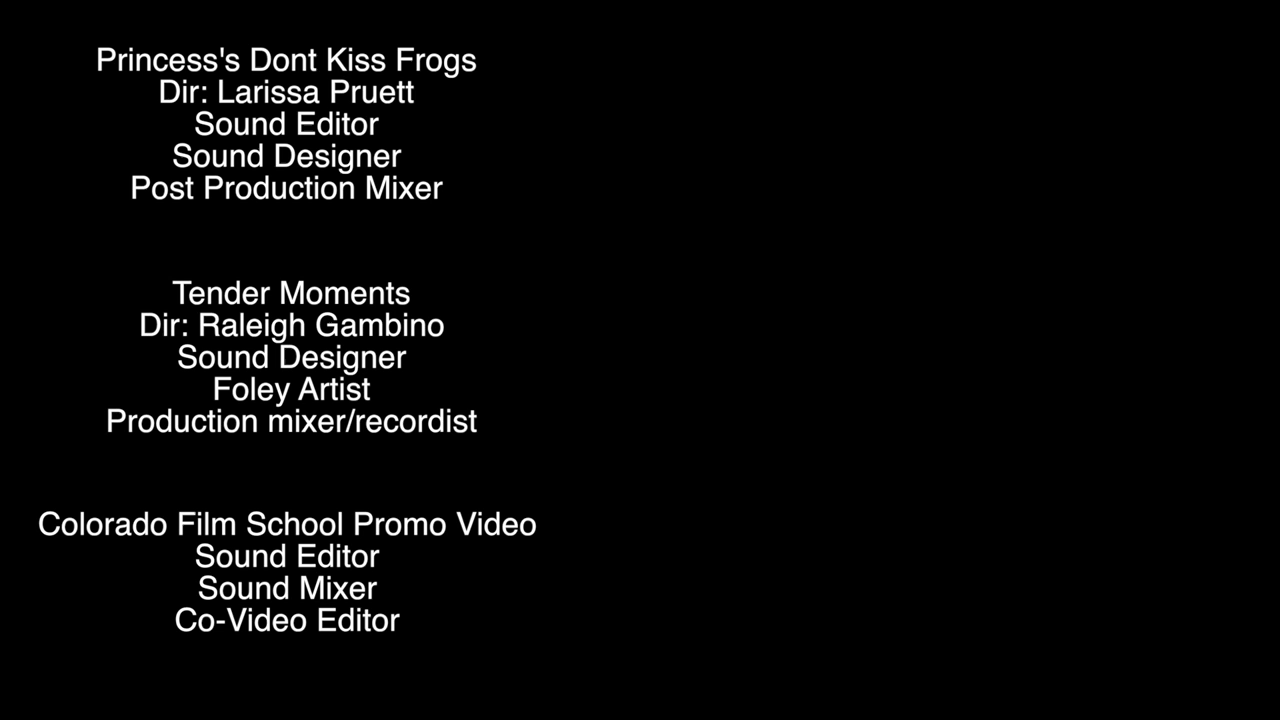 Princess's Dont Kiss Frogs
Dir: Larissa Pruett
Sound Editor
Sound Designer
Post Production Mixer
Tender Moments
Dir: Raleigh Gambino
Sound Designer
Foley Artist
Production mixer/recordist
Colorado Film School Promo Video
Sound Editor
Sound Mixer
Co-Video Editor